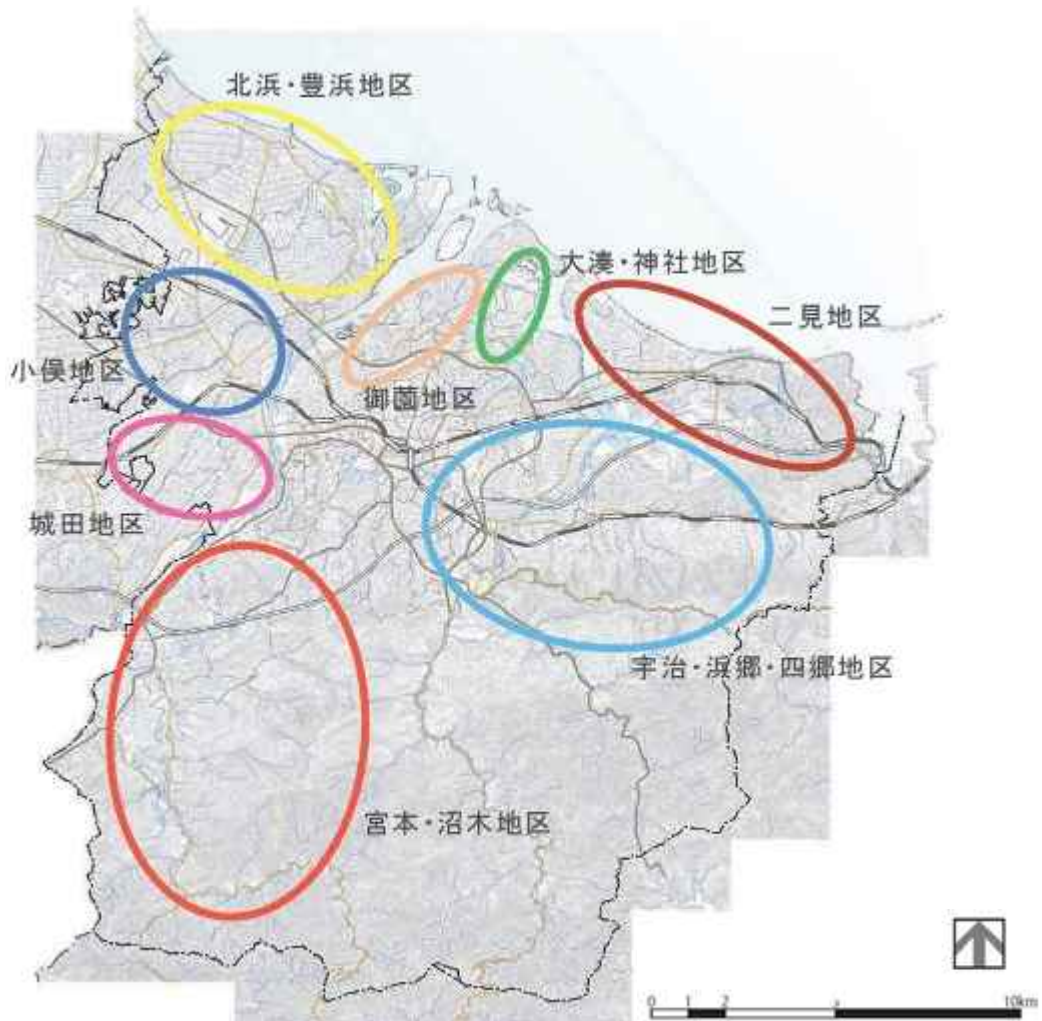 北浜・豊浜地区
大湊・神社地区
二見地区
小俣地区
御薗地区
城田地区
宇治・浜郷・四郷地区
宮本・沼木地区
0 1 2 5 10km